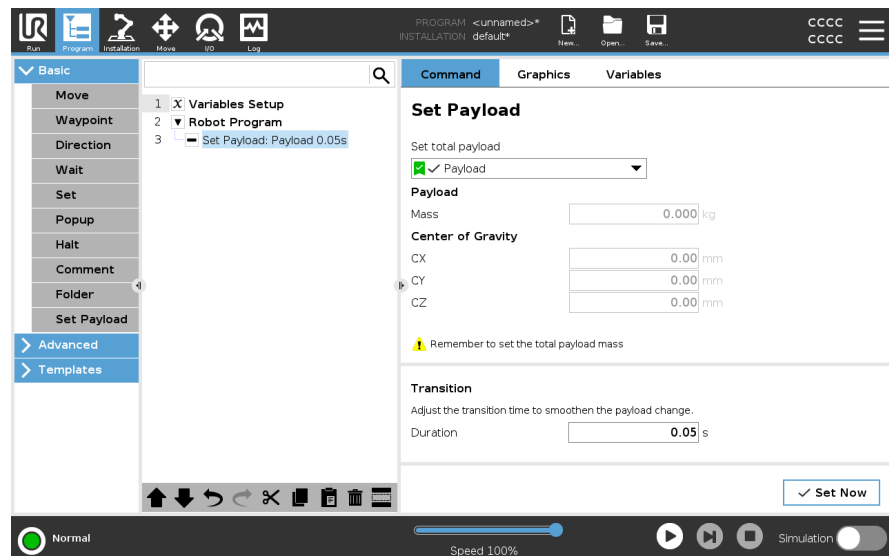 UR
Run
Program
Installation
Move
I/O
Log
PROGRAM <unnamed>*
INSTALLATION default*
New...
Open...
Save...
cccc
cccc
Basic
Move
Waypoint
Direction
Wait
Set
Popup
Halt
Comment
Folder
Set Payload
Advanced
Templates
1 X Variables Setup
2 Robot Program
3 Set Payload: Payload 0.05s
Command Graphics Variables
Set Payload
Set total payload
Payload
Payload
Mass 0.000 kg
Center of Gravity
CX 0.00 mm
CY 0.00 mm
CZ 0.00 mm
Remember to set the total payload mass
Transition
Adjust the transition time to smoothen the payload change.
Duration 0.05 s
Set Now
Normal
Speed 100%
Simulation